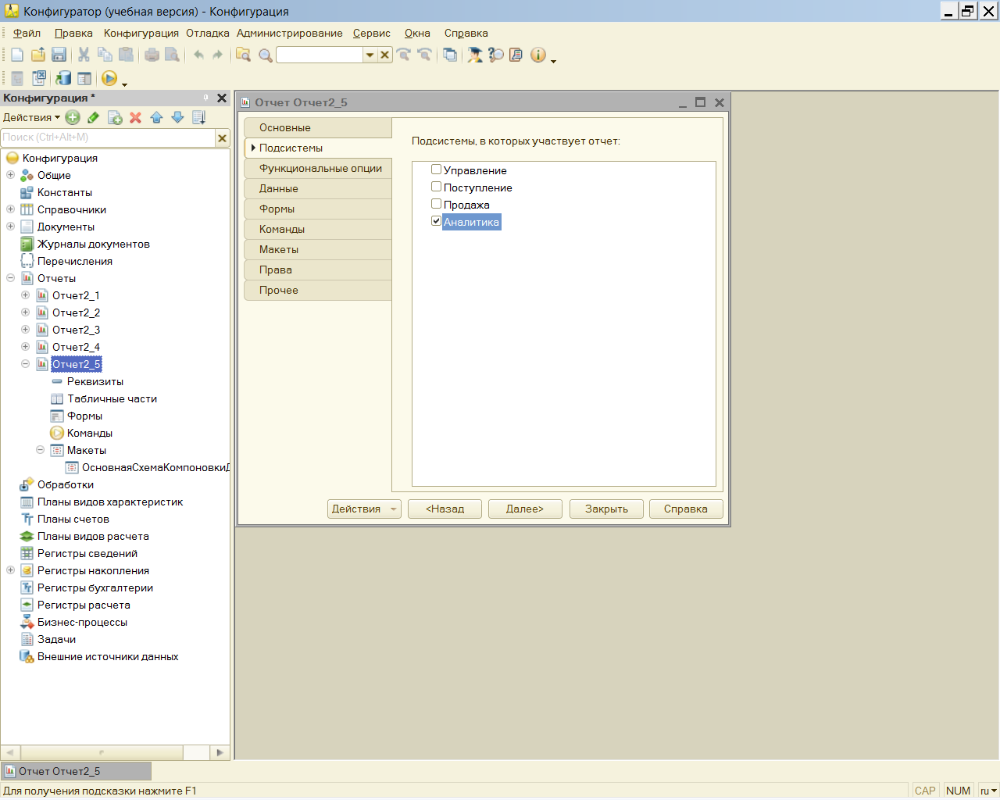 Конфигуратор (учебная версия) - Конфигурация
Файл Правка Конфигурация Отладка Администрирование Сервис Окна Справка
Конфигурация *
Действия
Поиск (Ctrl+Alt+M)
Конфигурация
Общие
Константы
Справочники
Документы
Журналы документов
Перечисления
Отчеты
Отчет2_1
Отчет2_2
Отчет2_3
Отчет2_4
Отчет2_5
Реквизиты
Табличные части
Формы
Команды
Макеты
ОсновнаяСхемаКомпоновки
Обработки
Планы видов характеристик
Планы счетов
Планы видов расчета
Регистры сведений
Регистры накопления
Регистры бухгалтерии
Регистры расчета
Бизнес-процессы
Задачи
Внешние источники данных
Отчет Отчет2_5
Основные
Подсистемы
Функциональные опции
Данные
Формы
Команды
Макеты
Права
Прочее
Подсистемы, в которых участвует отчет:
Управление
Поступление
Продажа
Аналитика
Действия <Назад Далее> Закрыть Справка
Отчет Отчет2_5
Для получения подсказки нажмите F1 CAP NUM ru